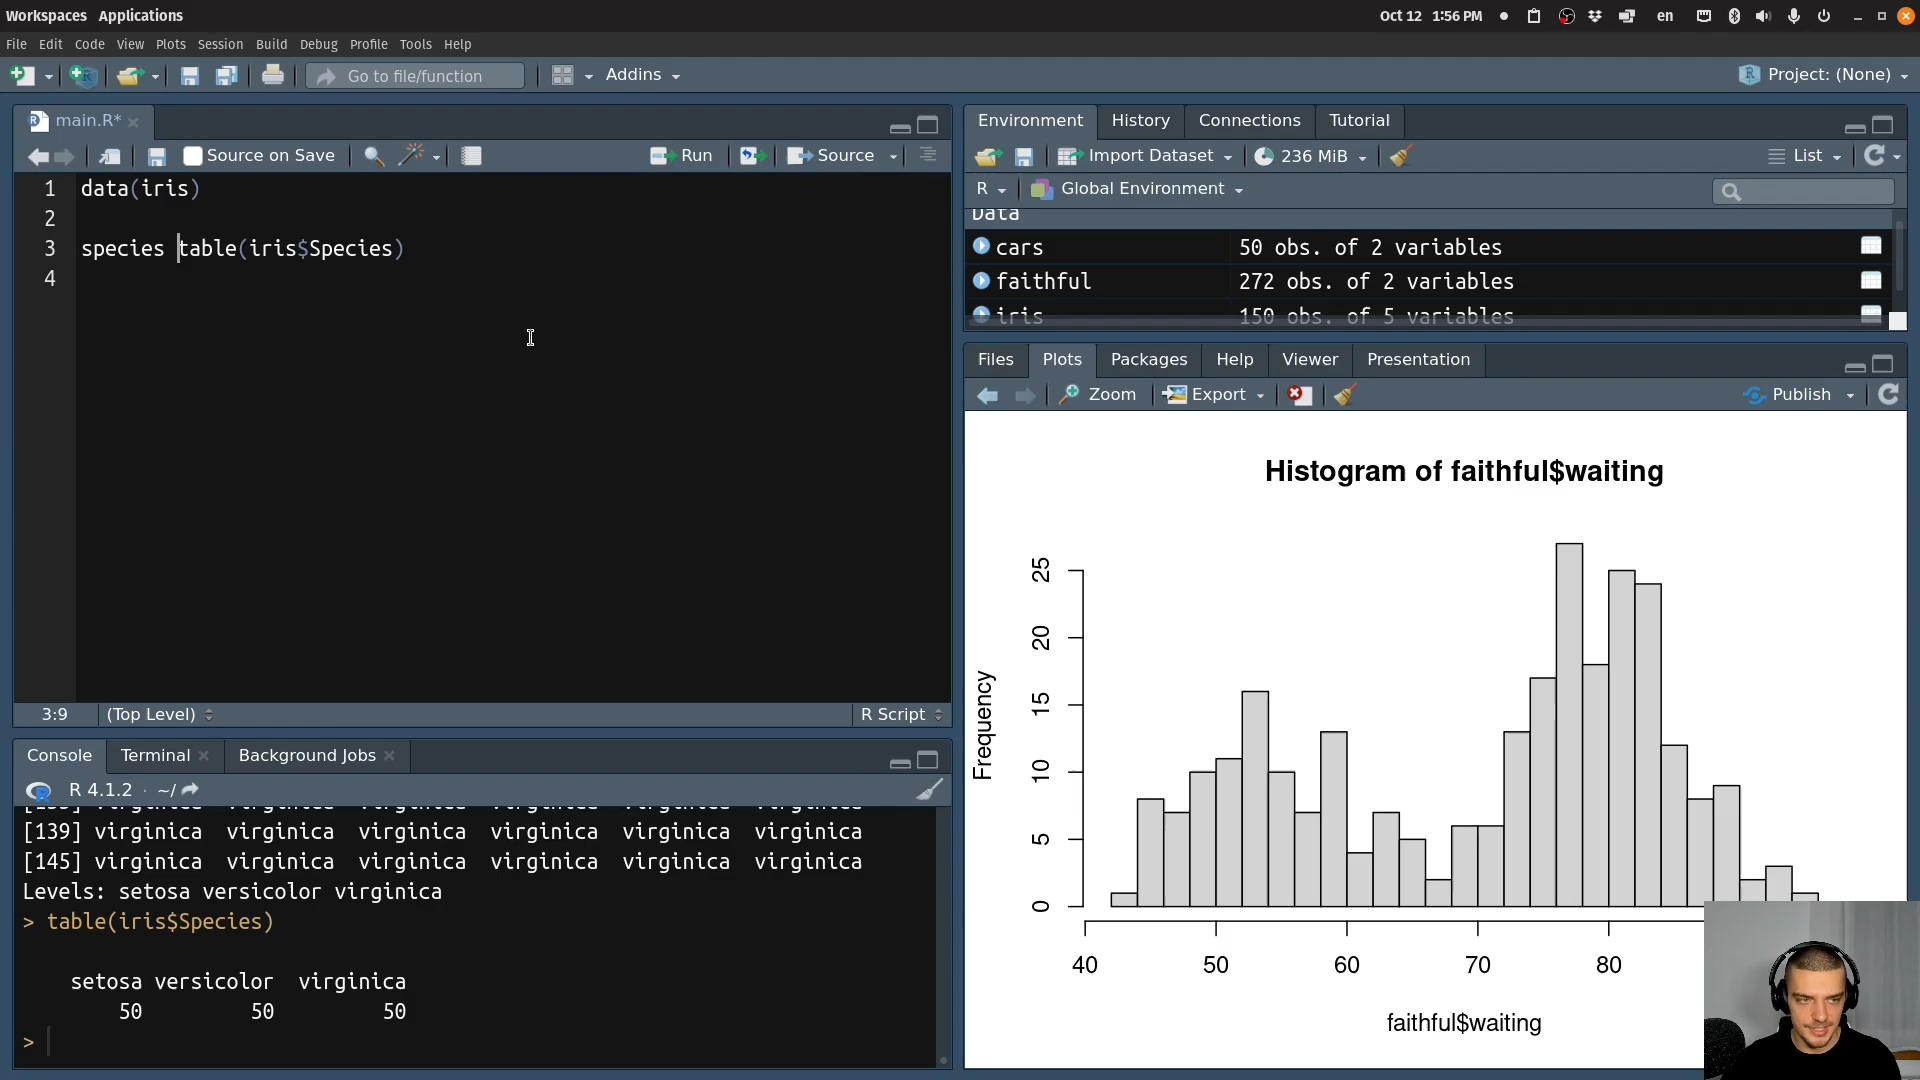 Workspaces Applications
Oct 12 1:56 PM
en
File Edit Code View Plots Session Build Debug Profile Tools Help
Go to file/function
Addins
Project: (None)
main.R*
Source on Save
Run
Source
1 data(iris)
2
3 species table(iris$Species)
4
3:9 (Top Level)
R Script
Console Terminal Background Jobs
R 4.1.2 · ~/
[139] virginica virginica virginica virginica virginica virginica
[145] virginica virginica virginica virginica virginica virginica
Levels: setosa versicolor virginica
> table(iris$Species)
setosa versicolor virginica
50 50 50
>
Environment History Connections Tutorial
Import Dataset
236 MiB
List
R
Global Environment
Data
cars 50 obs. of 2 variables
faithful 272 obs. of 2 variables
iris 150 obs. of 5 variables
Files Plots Packages Help Viewer Presentation
Zoom
Export
Publish
Histogram of faithful$waiting
Frequency
25
20
15
10
5
0
40 50 60 70 80
faithful$waiting